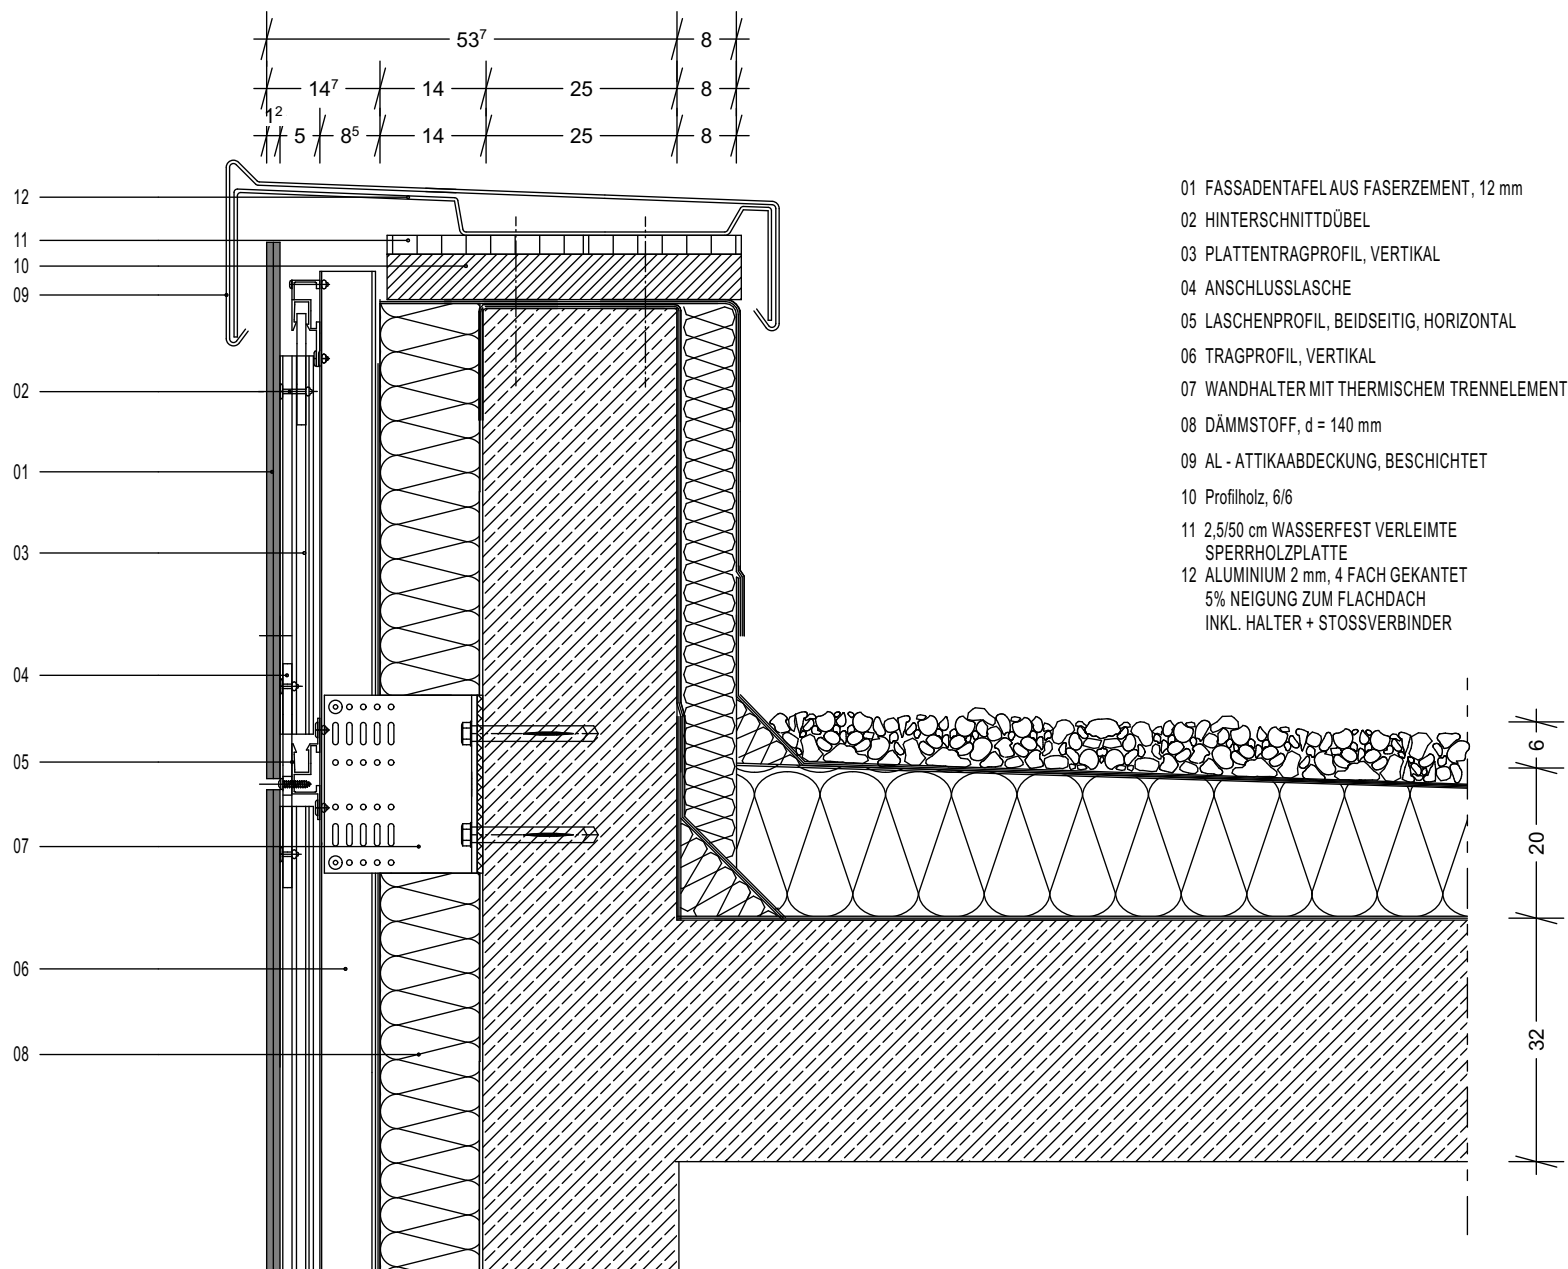 53⁷ 8
14⁷ 14 25 8
1²
5 8⁵ 14 25 8
12
11
10
09
02
01
03
04
05
07
06
08
01 FASSADENTAFEL AUS FASERZEMENT, 12 mm
02 HINTERSCHNITTDÜBEL
03 PLATTENTRAGPROFIL, VERTIKAL
04 ANSCHLUSSLASCHE
05 LASCHENPROFIL, BEIDSEITIG, HORIZONTAL
06 TRAGPROFIL, VERTIKAL
07 WANDHALTER MIT THERMISCHEM TRENNELEMENT
08 DÄMMSTOFF, d = 140 mm
09 AL - ATTIKAABDECKUNG, BESCHICHTET
10 Profilholz, 6/6
11 2,5/50 cm WASSERFEST VERLEIMTE
SPERRHOLZPLATTE
12 ALUMINIUM 2 mm, 4 FACH GEKANTET
5% NEIGUNG ZUM FLACHDACH
INKL. HALTER + STOSSVERBINDER
6
20
32